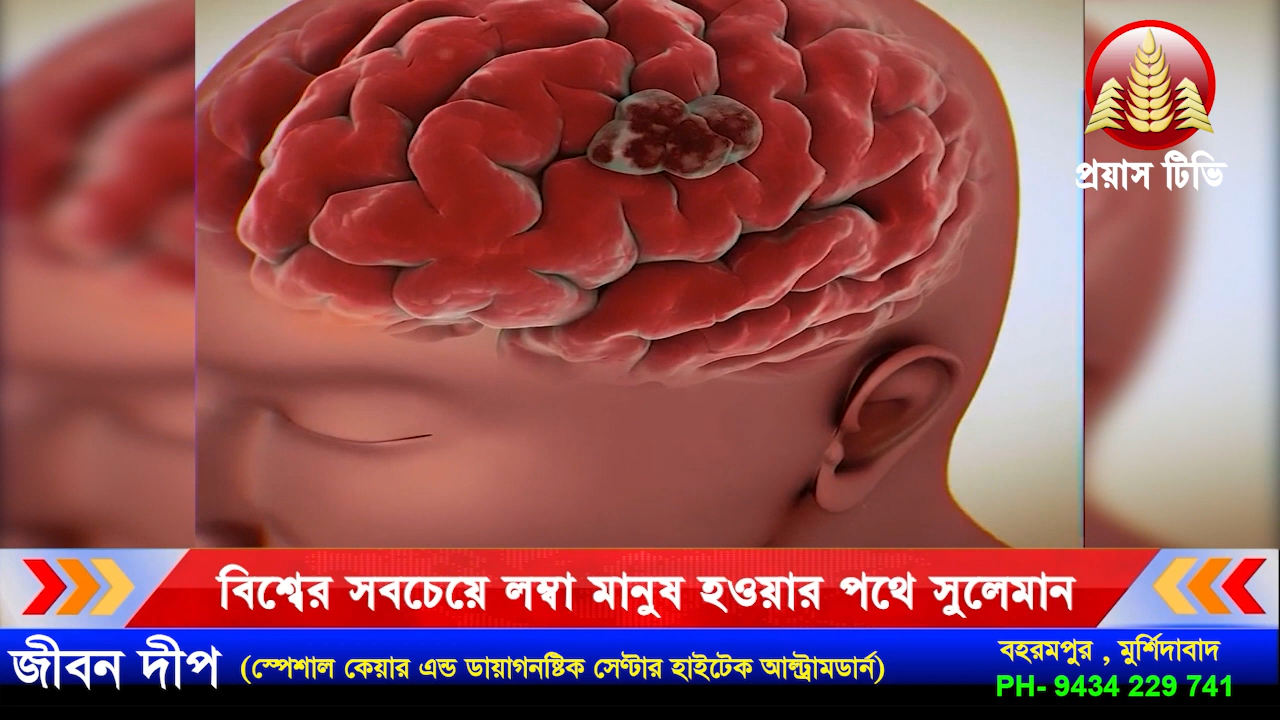 প্রয়াস টিভি
বিশ্বের সবচেয়ে লম্বা মানুষ হওয়ার পথে সুলেমান
জীবন দীপ (স্পেশাল কেয়ার এন্ড ডায়াগনষ্টিক সেন্টার হাইটেক আল্ট্রামডার্ন)
বহরমপুর , মুর্শিদাবাদ
PH- 9434 229 741